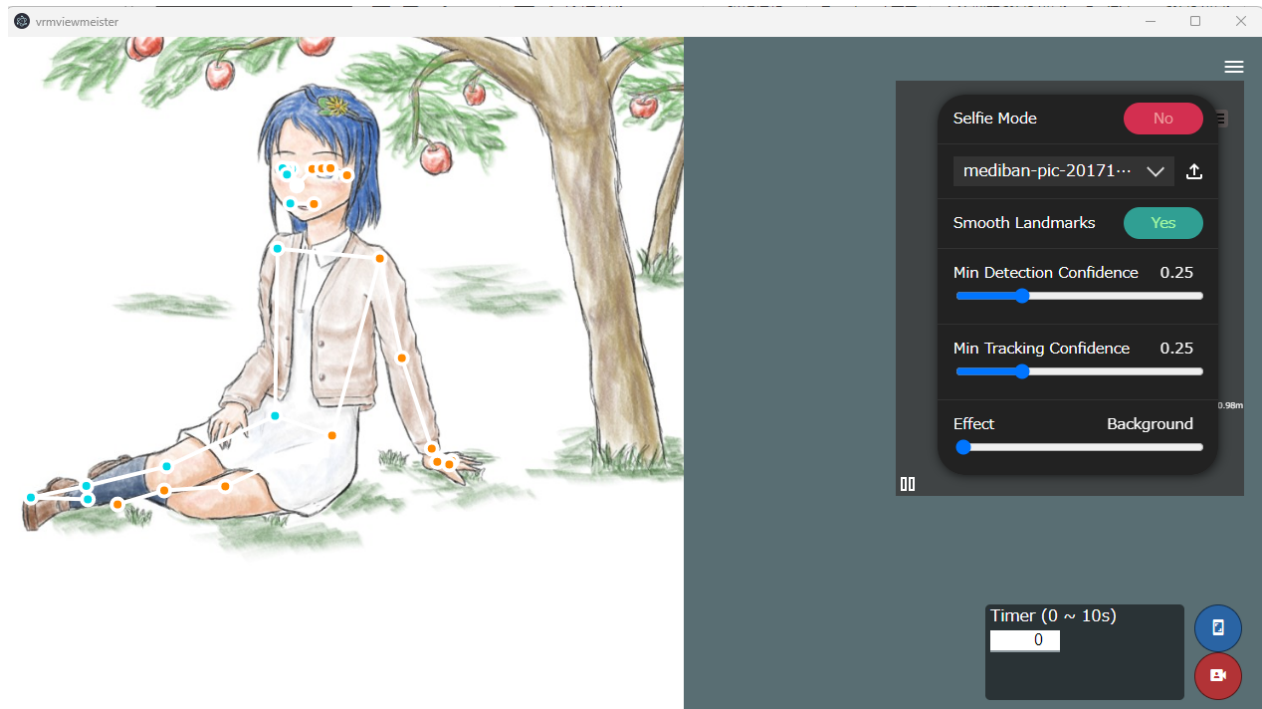 vrmviewmeister
Selfie Mode No
mediban-pic-20171···
Smooth Landmarks Yes
Min Detection Confidence 0.25
Min Tracking Confidence 0.25
0.98m
Effect Background
Timer (0 ~ 10s)
0